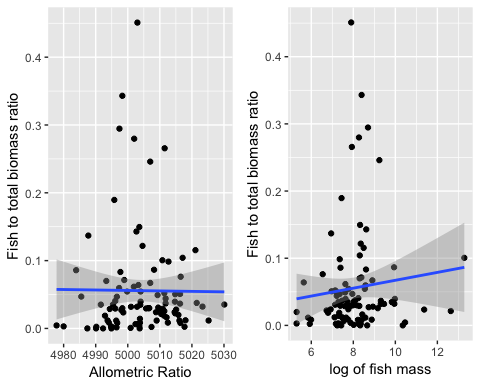 Fish to total biomass ratio
0.4
0.3
0.2
0.1
0.0
4980 4990 5000 5010 5020 5030
Allometric Ratio
Fish to total biomass ratio
0.4
0.3
0.2
0.1
0.0
6 8 10 12
log of fish mass